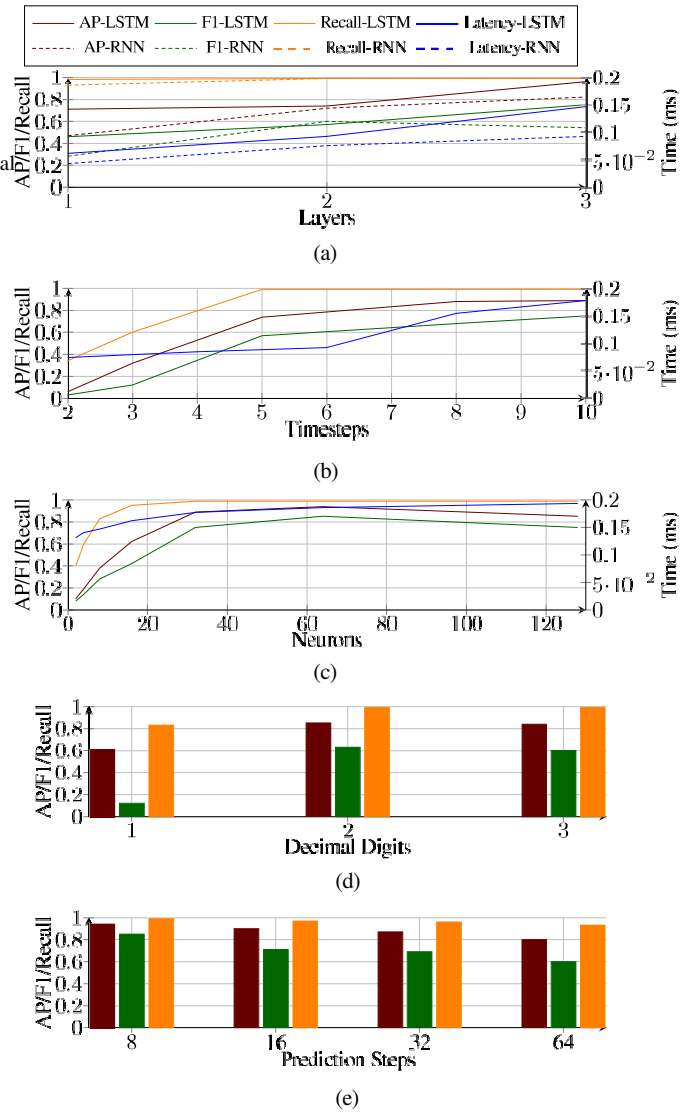 AP-LSTM F1-LSTM Recall-LSTM Latency-LSTM
AP-RNN F1-RNN Recall-RNN Latency-RNN
AP/F1/Recall
1
0.8
0.6
0.4
0.2
0
0.2
0.15
0.1
5·10⁻²
0
Time (ms)
al
1 2 3
Layers
(a)
AP/F1/Recall
1
0.8
0.6
0.4
0.2
0
0.2
0.15
0.1
5·10⁻²
0
Time (ms)
2 3 4 5 6 7 8 9 10
Timesteps
(b)
AP/F1/Recall
1
0.8
0.6
0.4
0.2
0
0.2
0.15
0.1
5·10⁻²
0
Time (ms)
0 20 40 60 80 100 120
Neurons
(c)
AP/F1/Recall
1
0.8
0.6
0.4
0.2
0
1 2 3
Decimal Digits
(d)
AP/F1/Recall
1
0.8
0.6
0.4
0.2
0
8 16 32 64
Prediction Steps
(e)